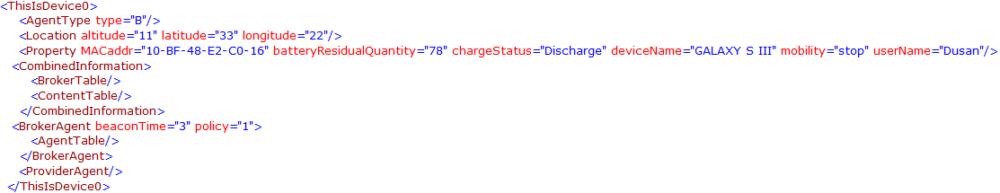 <ThisIsDevice0>
<AgentType type="B"/>
<Location altitude="11" latitude="33" longitude="22"/>
<Property MACaddr="10-BF-48-E2-C0-16" batteryResidualQuantity="78" chargeStatus="Discharge" deviceName="GALAXY S III" mobility="stop" userName="Dusan"/>
<CombinedInformation>
<BrokerTable/>
<ContentTable/>
</CombinedInformation>
<BrokerAgent beaconTime="3" policy="1">
<AgentTable/>
</BrokerAgent>
<ProviderAgent/>
</ThisIsDevice0>